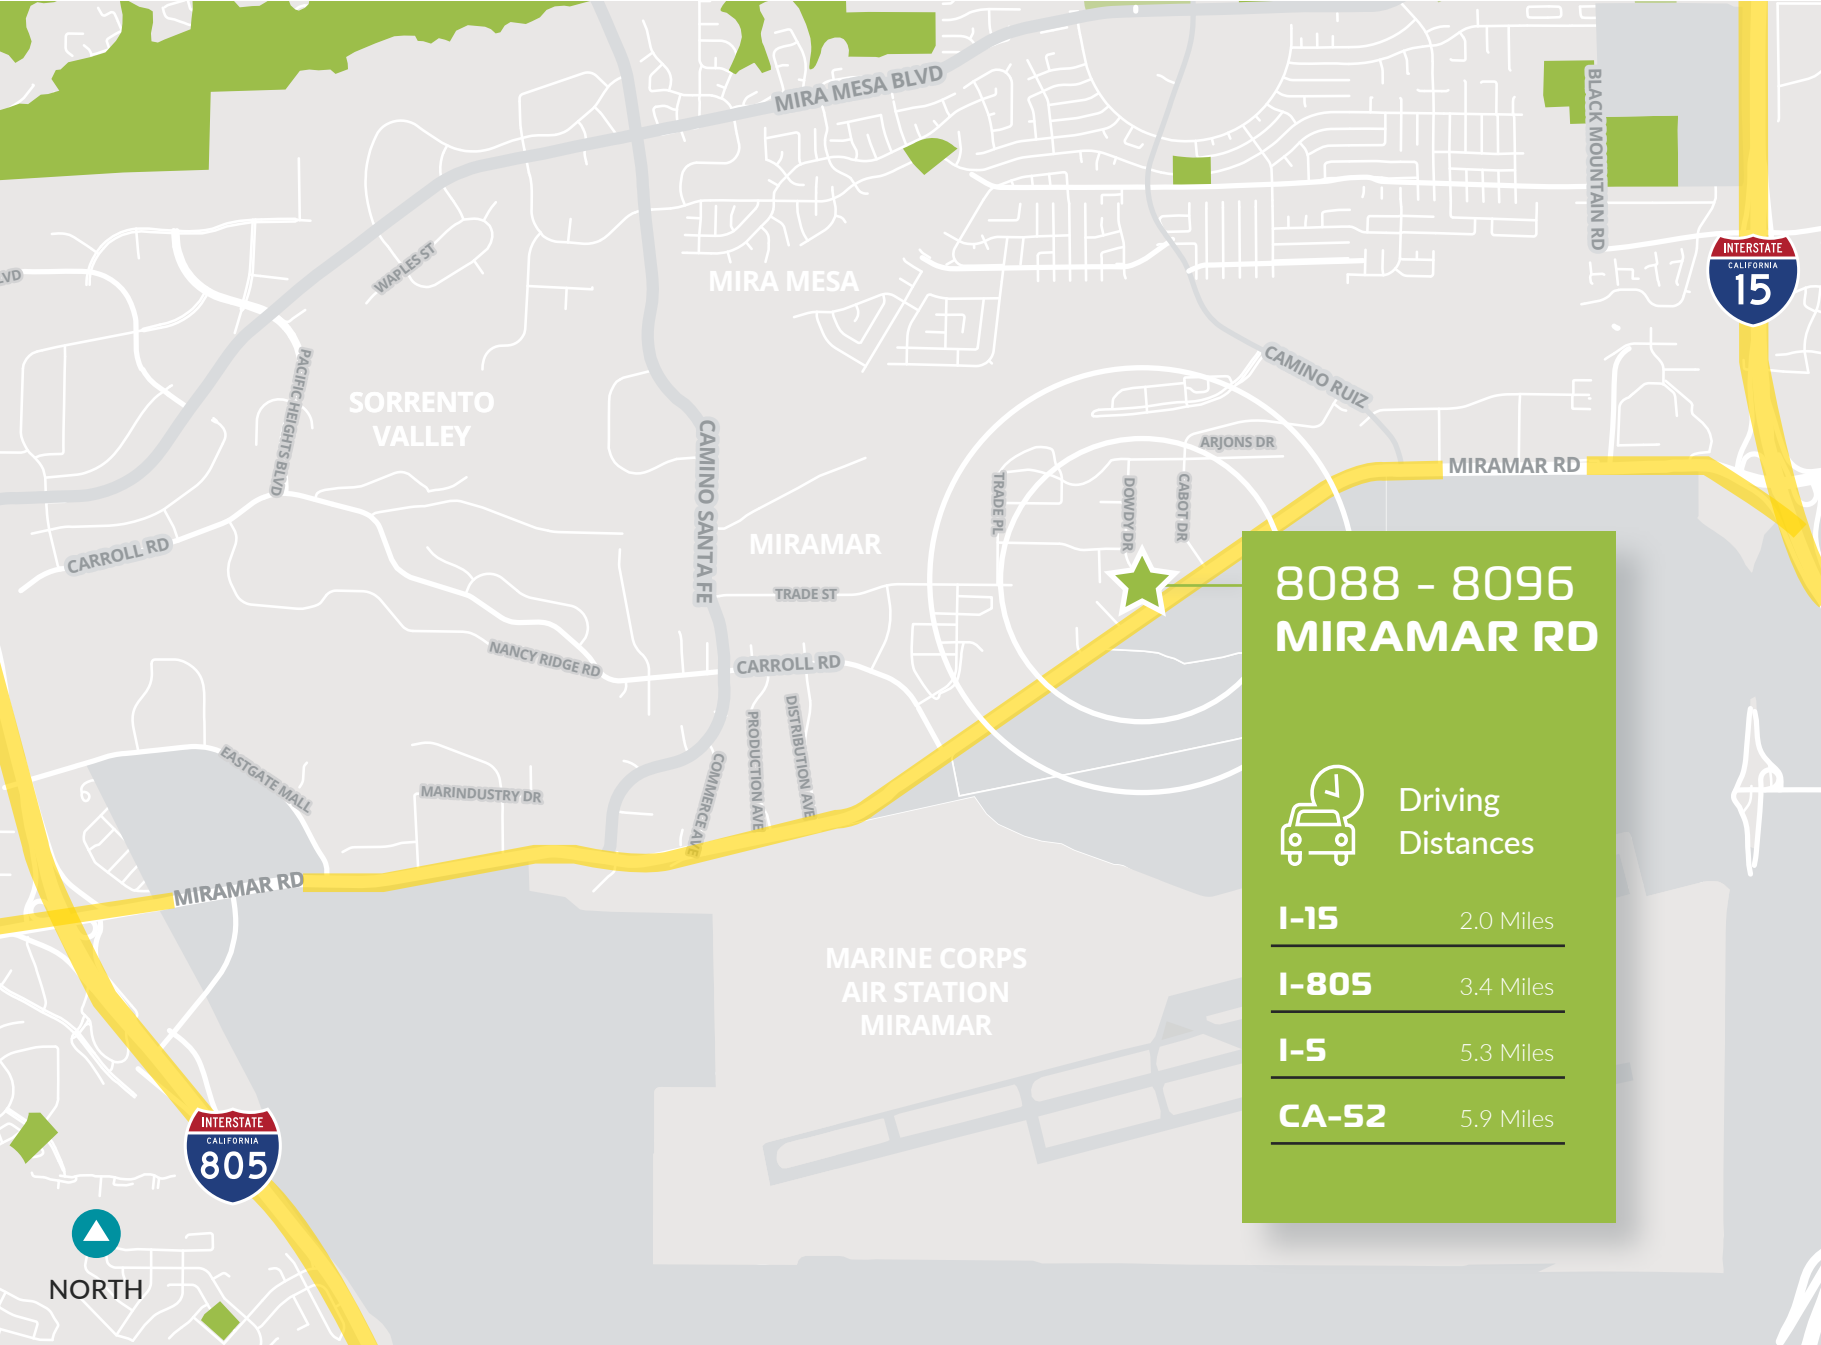 MIRA MESA BLVD
BLACK MOUNTAIN RD
WAPLES ST
LVD
MIRA MESA
INTERSTATE
CALIFORNIA
15
PACIFIC HEIGHTS BLVD
SORRENTO
VALLEY
CAMINO RUIZ
CAMINO SANTA FE
ARJONS DR
MIRAMAR RD
TRADE PL
DOWDY DR
CABOT DR
CARROLL RD
MIRAMAR
TRADE ST
8088 - 8096
MIRAMAR RD
NANCY RIDGE RD
CARROLL RD
PRODUCTION AVE
DISTRIBUTION AVE
COMMERCE AVE
EASTGATE MALL
MARINDUSTRY DR
Driving
Distances
MIRAMAR RD
I-15 2.0 Miles
I-805 3.4 Miles
I-5 5.3 Miles
CA-52 5.9 Miles
MARINE CORPS
AIR STATION
MIRAMAR
INTERSTATE
CALIFORNIA
805
NORTH